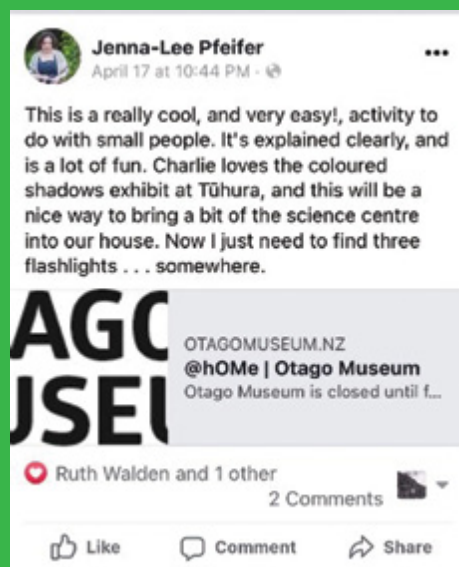 Jenna-Lee Pfeifer
April 17 at 10:44 PM ·
This is a really cool, and very easy!, activity to
do with small people. It's explained clearly, and
is a lot of fun. Charlie loves the coloured
shadows exhibit at Tūhura, and this will be a
nice way to bring a bit of the science centre
into our house. Now I just need to find three
flashlights . . . somewhere.
AGO
USEU
OTAGOMUSEUM.NZ
@hOMe | Otago Museum
Otago Museum is closed until f...
Ruth Walden and 1 other
2 Comments
Like
Comment
Share